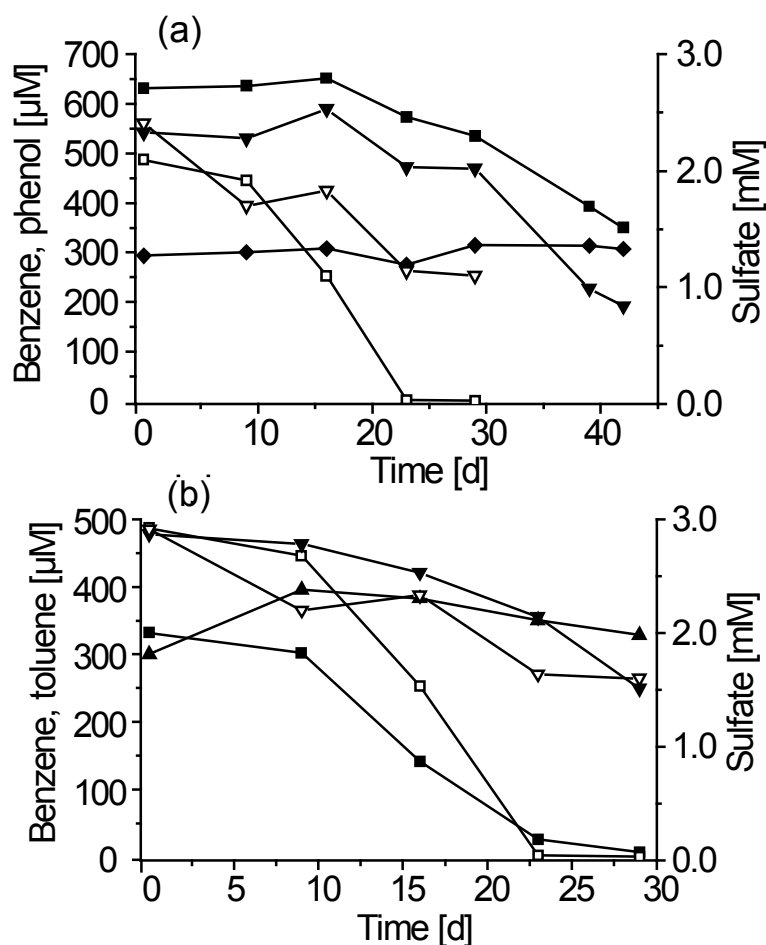 (a)
Benzene, phenol [µM]
700
600
500
400
300
200
100
0
3.0
2.0
1.0
0.0
Sulfate [mM]
0 10 20 30 40
Time [d]
(b)
Benzene, toluene [µM]
500
400
300
200
100
0
3.0
2.0
1.0
0.0
Sulfate [mM]
0 5 10 15 20 25 30
Time [d]